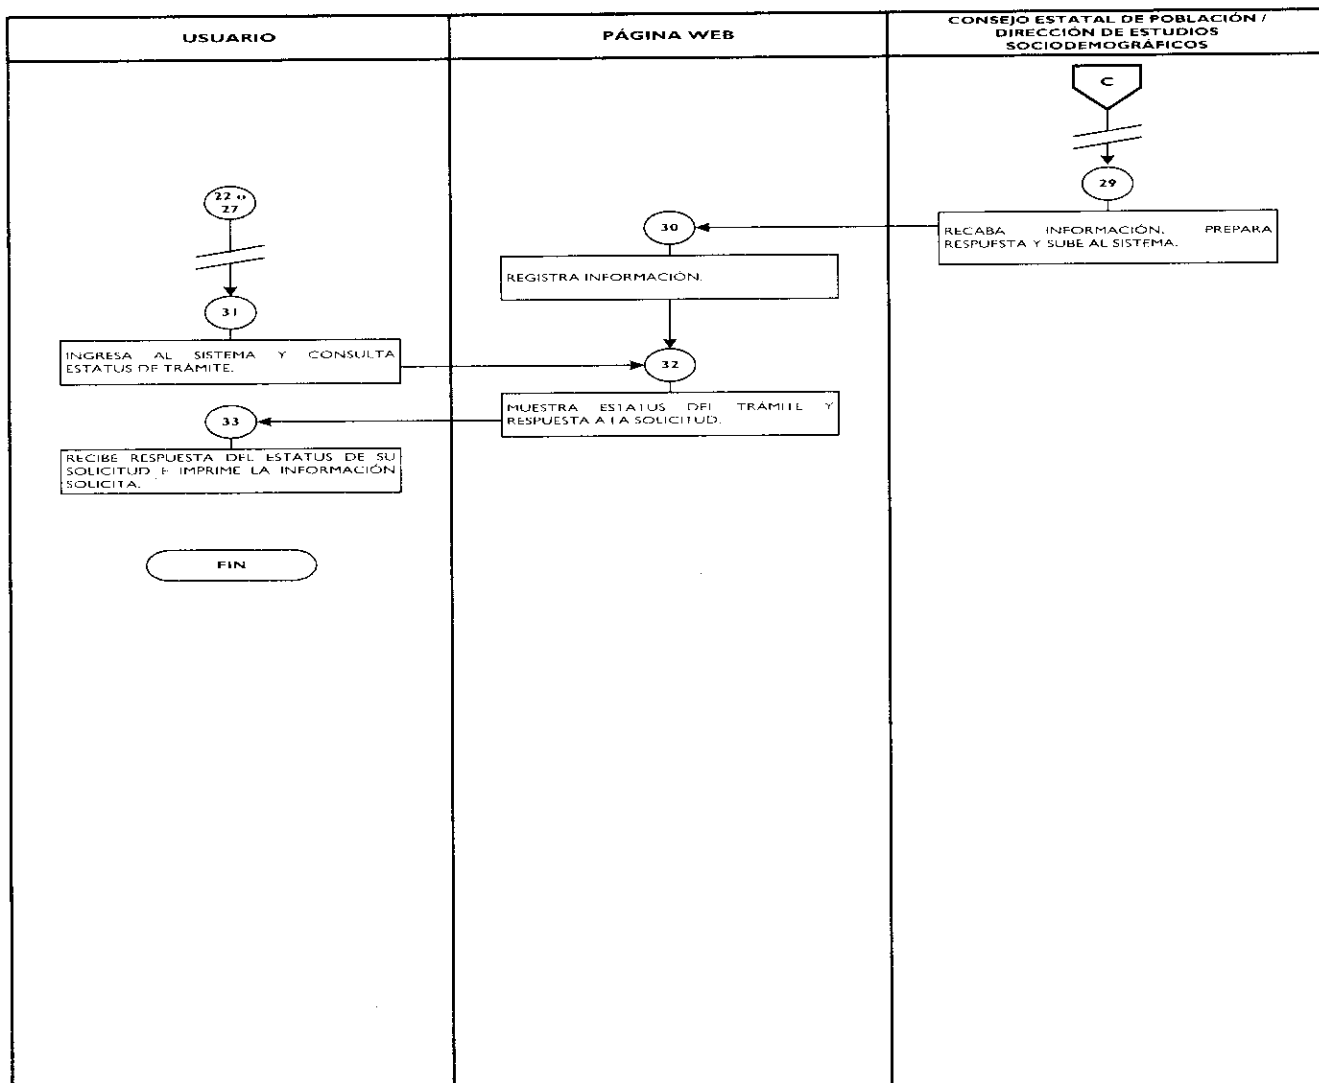 USUARIO
PÁGINA WEB
CONSEJO ESTATAL DE POBLACIÓN /
DIRECCIÓN DE ESTUDIOS
SOCIODEMOGRÁFICOS
C
29
RECABA INFORMACIÓN, PREPARA
RESPUESTA Y SUBE AL SISTEMA.
22 o
27
30
REGISTRA INFORMACIÓN.
31
INGRESA AL SISTEMA Y CONSULTA
ESTATUS DE TRÁMITE.
32
MUESTRA ESTATUS DEL TRÁMITE Y
RESPUESTA A LA SOLICITUD.
33
RECIBE RESPUESTA DEL ESTATUS DE SU
SOLICITUD E IMPRIME LA INFORMACIÓN
SOLICITA.
FIN